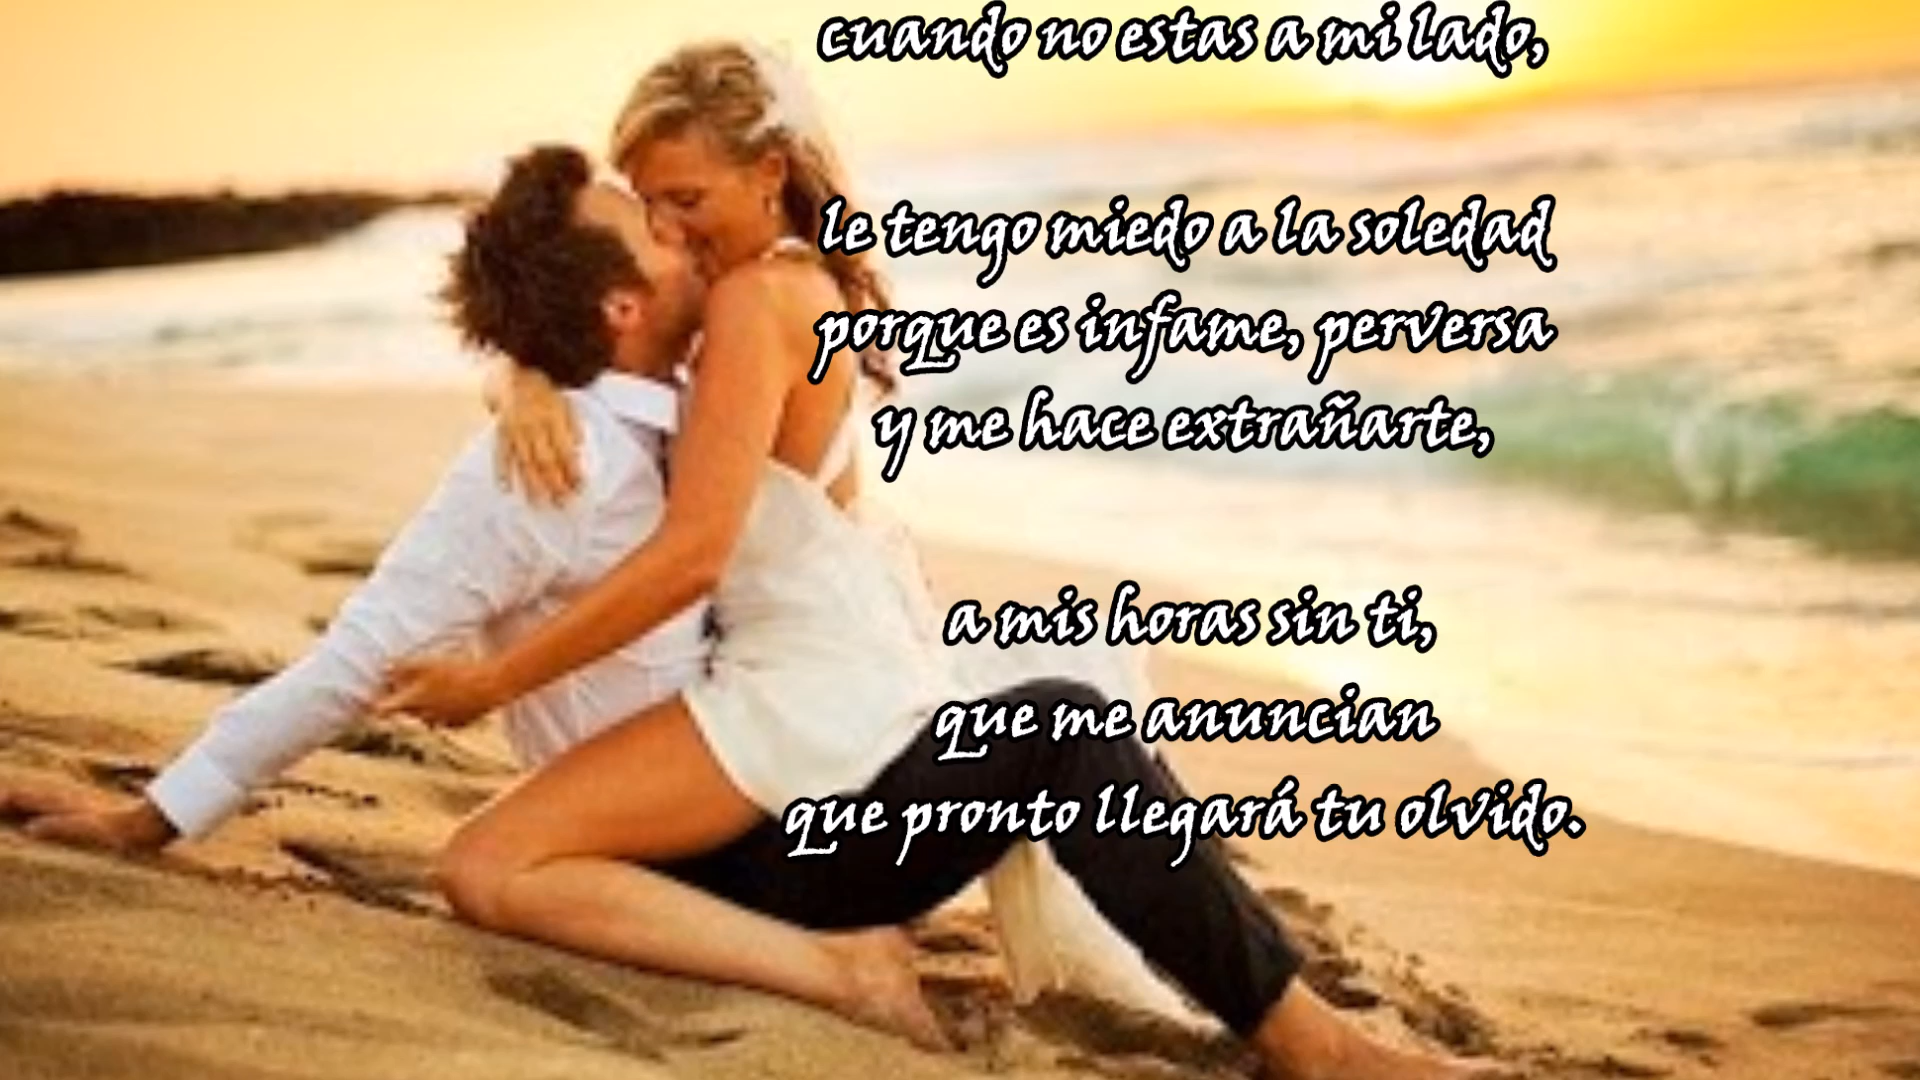 cuando no estas a mi lado,
le tengo miedo a la soledad
porque es infame, perversa
y me hace extrañarte,
a mis horas sin ti,
que me anuncian
que pronto llegará tu olvido.